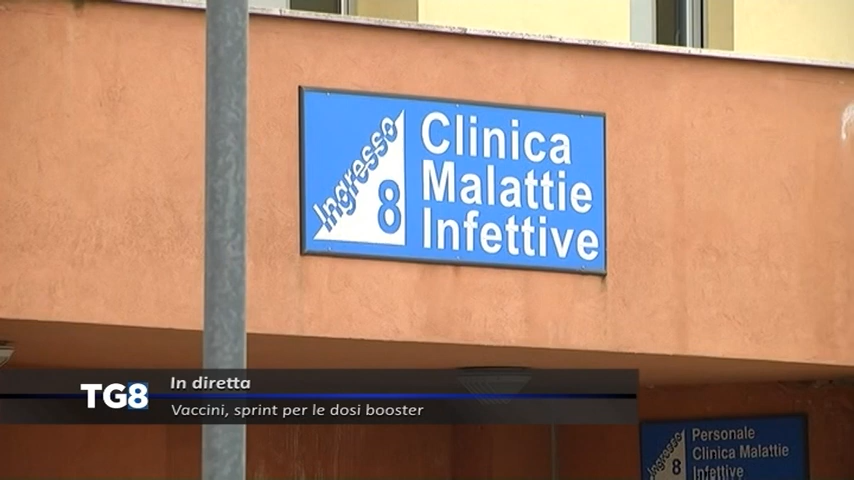 Ingresso
8
Clinica
Malattie
Infettive
TG8
In diretta
Vaccini, sprint per le dosi booster
Ingresso
8
Personale
Clinica Malattie
Infettive